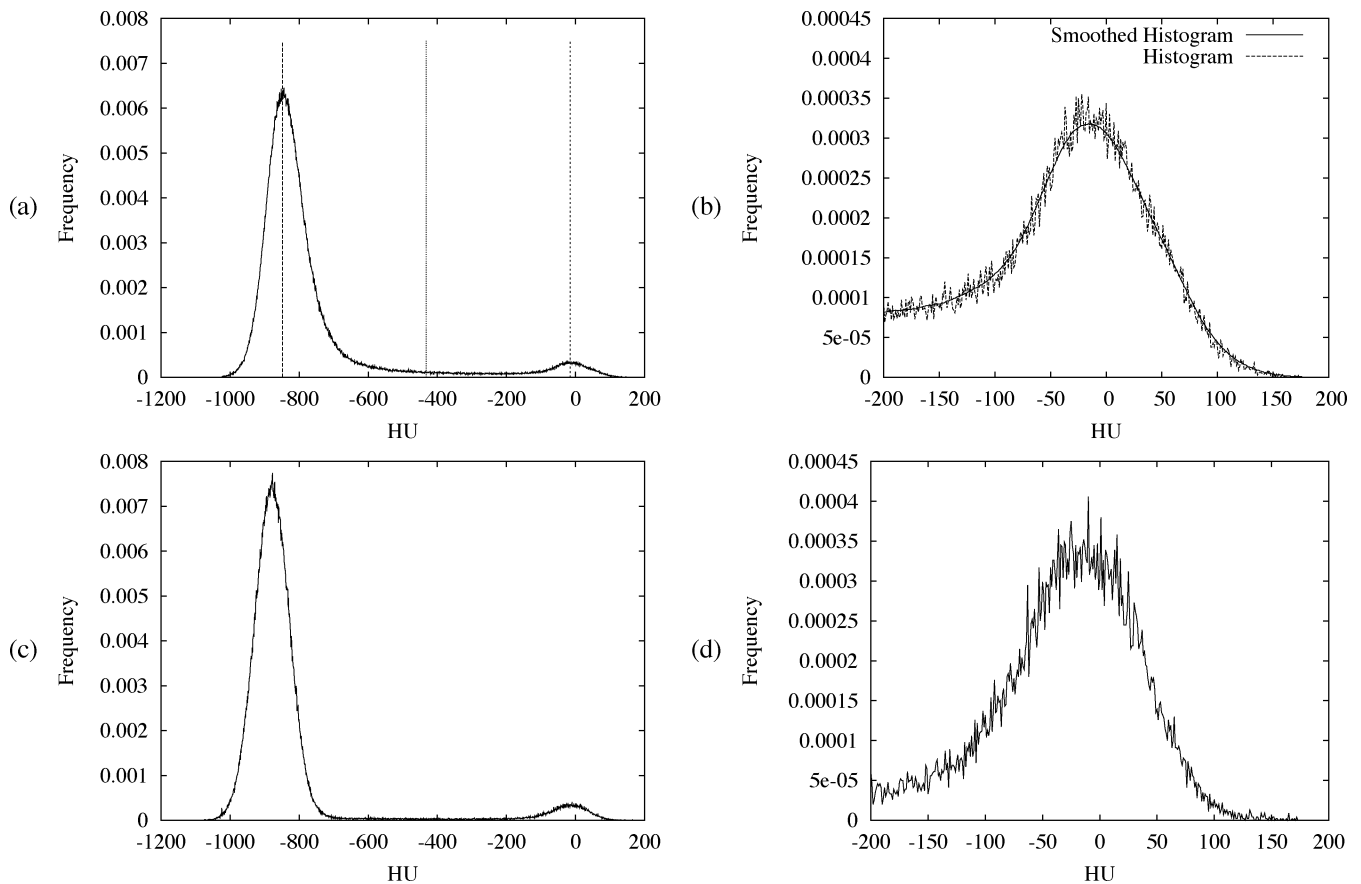 (a)
Frequency
0.008
0.007
0.006
0.005
0.004
0.003
0.002
0.001
0
-1200 -1000 -800 -600 -400 -200 0 200
HU
(b)
Frequency
Smoothed Histogram
Histogram
0.00045
0.0004
0.00035
0.0003
0.00025
0.0002
0.00015
0.0001
5e-05
0
-200 -150 -100 -50 0 50 100 150 200
HU
(c)
Frequency
0.008
0.007
0.006
0.005
0.004
0.003
0.002
0.001
0
-1200 -1000 -800 -600 -400 -200 0 200
HU
(d)
Frequency
0.00045
0.0004
0.00035
0.0003
0.00025
0.0002
0.00015
0.0001
5e-05
0
-200 -150 -100 -50 0 50 100 150 200
HU